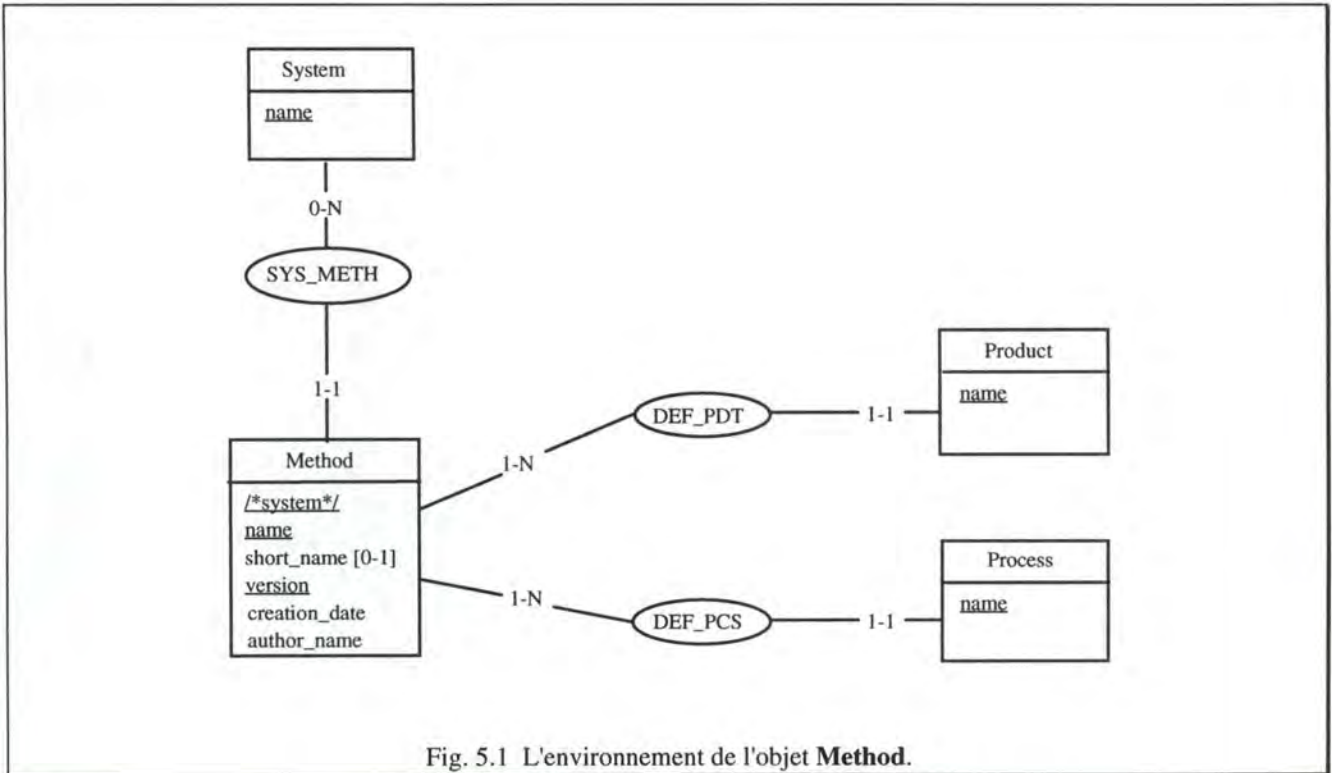 System
name
0-N
SYS_METH
1-1
Method
/*system*/
name
short_name [0-1]
version
creation_date
author_name
1-N
DEF_PDT
1-1
Product
name
1-N
DEF_PCS
1-1
Process
name
Fig. 5.1 L'environnement de l'objet Method.